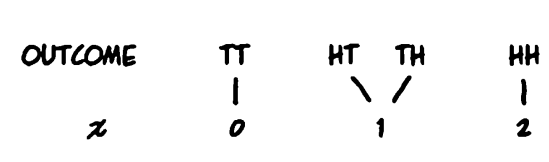 OUTCOME TT HT TH HH
x 0 1 2